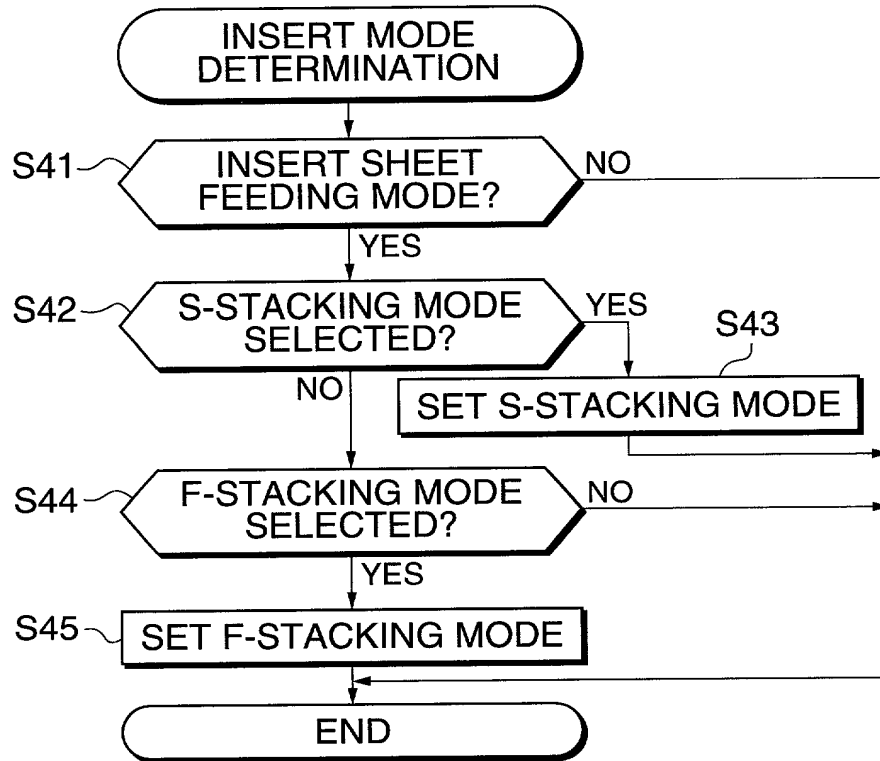 INSERT MODE
DETERMINATION
S41
INSERT SHEET
FEEDING MODE?
NO
YES
S42
S-STACKING MODE
SELECTED?
YES
NO
S43
SET S-STACKING MODE
S44
F-STACKING MODE
SELECTED?
NO
YES
S45
SET F-STACKING MODE
END